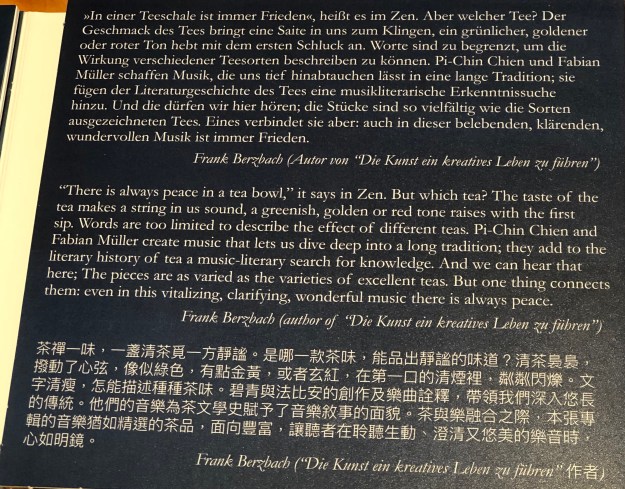 »In einer Teeschale ist immer Frieden«, heißt es im Zen. Aber welcher Tee? Der
Geschmack des Tees bringt eine Saite in uns zum Klingen, ein grünlicher, goldener
oder roter Ton hebt mit dem ersten Schluck an. Worte sind zu begrenzt, um die
Wirkung verschiedener Teesorten beschreiben zu können. Pi-Chin Chien und Fabian
Müller schaffen Musik, die uns tief hinabtauchen lässt in eine lange Tradition; sie
fügen der Literaturgeschichte des Tees eine musikliterarische Erkenntnissuche
hinzu. Und die dürfen wir hier hören; die Stücke sind so vielfältig wie die Sorten
ausgezeichneten Tees. Eines verbindet sie aber: auch in dieser belebenden, klärenden,
wundervollen Musik ist immer Frieden.
Frank Berzbach (Autor von “Die Kunst ein kreatives Leben zu führen”)
“There is always peace in a tea bowl,” it says in Zen. But which tea? The taste of the
tea makes a string in us sound, a greenish, golden or red tone raises with the first
sip. Words are too limited to describe the effect of different teas. Pi-Chin Chien and
Fabian Müller create music that lets us dive deep into a long tradition; they add to the
literary history of tea a music-literary search for knowledge. And we can hear that
here; The pieces are as varied as the varieties of excellent teas. But one thing connects
them: even in this vitalizing, clarifying, wonderful music there is always peace.
Frank Berzbach (author of “Die Kunst ein kreatives Leben zu führen”)
茶禪一味，一盞清茶覓一方靜謐。是哪一款茶味，能品出靜謐的味道？清茶裊裊，
撥動了心弦，像似綠色，有點金黃，或者玄紅，在第一口的清煙裡，粼粼閃爍。文
字清瘦，怎能描述種種茶味。碧青與法比安的創作及樂曲詮釋，帶領我們深入悠長
的傳統。他們的音樂為茶文學史賦予了音樂敘事的面貌。茶與樂融合之際，本張專
輯的音樂猶如精選的茶品，面向豐富，讓聽者在聆聽生動、澄清又悠美的樂音時，
心如明鏡。
Frank Berzbach (“Die Kunst ein kreatives Leben zu führen” 作者)